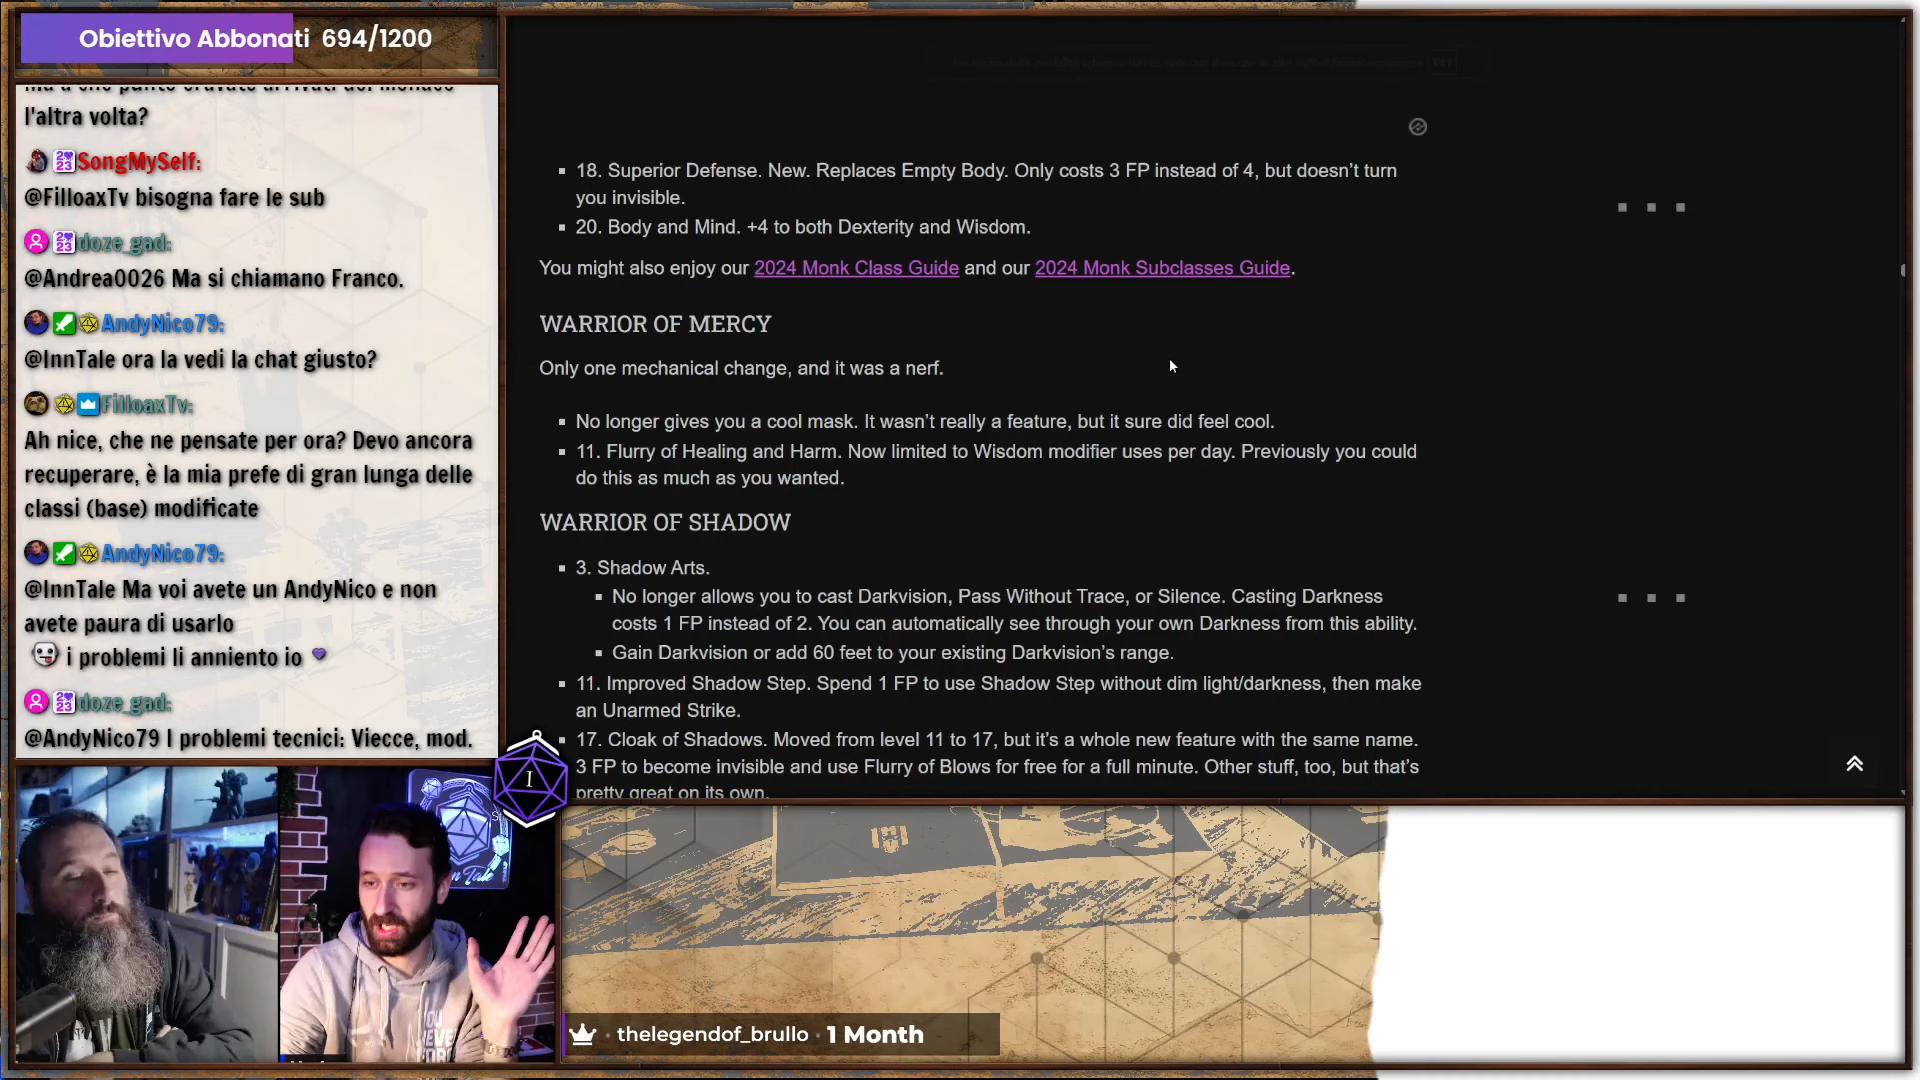 Obiettivo Abbonati 694/1200
l'altra volta?
SongMySelf:
@FilloaxTv bisogna fare le sub
doze_gad:
@Andrea0026 Ma si chiamano Franco.
AndyNico79:
@InnTale ora la vedi la chat giusto?
FilloaxTv:
Ah nice, che ne pensate per ora? Devo ancora
recuperare, è la mia prefe di gran lunga delle
classi (base) modificate
AndyNico79:
@InnTale Ma voi avete un AndyNico e non
avete paura di usarlo
i problemi li anniento io
doze_gad:
@AndyNico79 I problemi tecnici: Viecce, mod.
18. Superior Defense. New. Replaces Empty Body. Only costs 3 FP instead of 4, but doesn’t turn
you invisible.
20. Body and Mind. +4 to both Dexterity and Wisdom.
You might also enjoy our 2024 Monk Class Guide and our 2024 Monk Subclasses Guide.
WARRIOR OF MERCY
Only one mechanical change, and it was a nerf.
No longer gives you a cool mask. It wasn’t really a feature, but it sure did feel cool.
11. Flurry of Healing and Harm. Now limited to Wisdom modifier uses per day. Previously you could
do this as much as you wanted.
WARRIOR OF SHADOW
3. Shadow Arts.
No longer allows you to cast Darkvision, Pass Without Trace, or Silence. Casting Darkness
costs 1 FP instead of 2. You can automatically see through your own Darkness from this ability.
Gain Darkvision or add 60 feet to your existing Darkvision’s range.
11. Improved Shadow Step. Spend 1 FP to use Shadow Step without dim light/darkness, then make
an Unarmed Strike.
17. Cloak of Shadows. Moved from level 11 to 17, but it’s a whole new feature with the same name.
3 FP to become invisible and use Flurry of Blows for free for a full minute. Other stuff, too, but that’s
pretty great on its own.
I
thelegendof_brullo · 1 Month